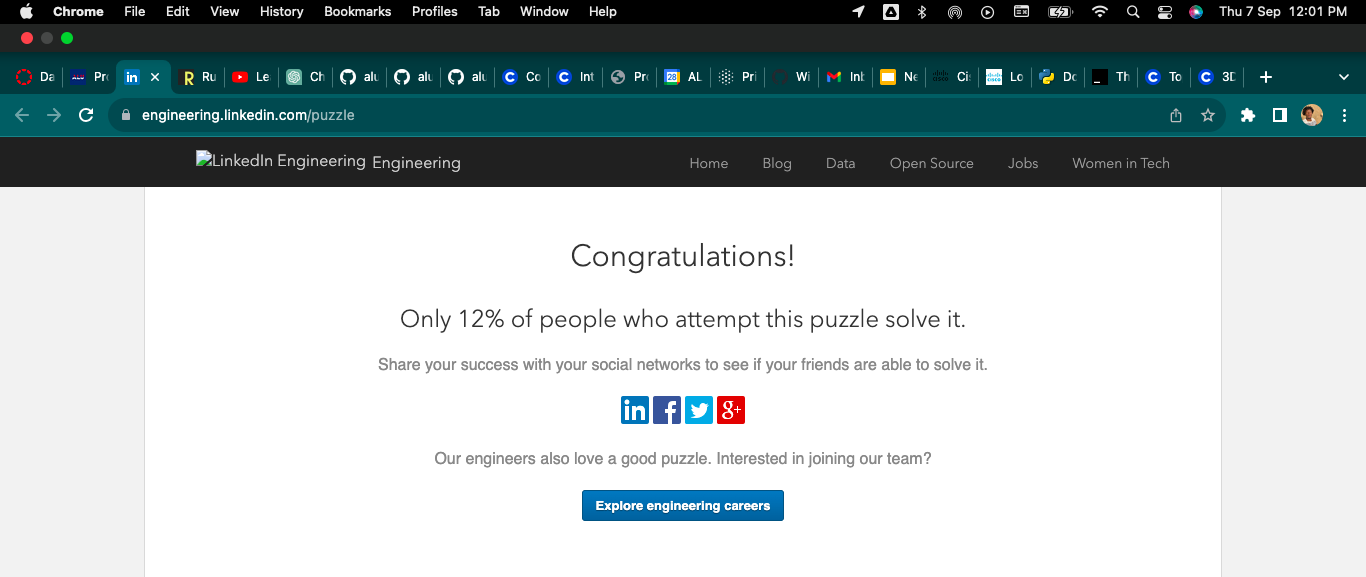 Chrome File Edit View History Bookmarks Profiles Tab Window Help Thu 7 Sep 12:01 PM
Da Pr in Ru Le Ch alu alu alu Co Int Pro 28 AL Pri Wi Inb Ne Cis Lo Do Th To 3D
engineering.linkedin.com/puzzle
LinkedIn Engineering Engineering Home Blog Data Open Source Jobs Women in Tech
Congratulations!
Only 12% of people who attempt this puzzle solve it.
Share your success with your social networks to see if your friends are able to solve it.
in f g+
Our engineers also love a good puzzle. Interested in joining our team?
Explore engineering careers